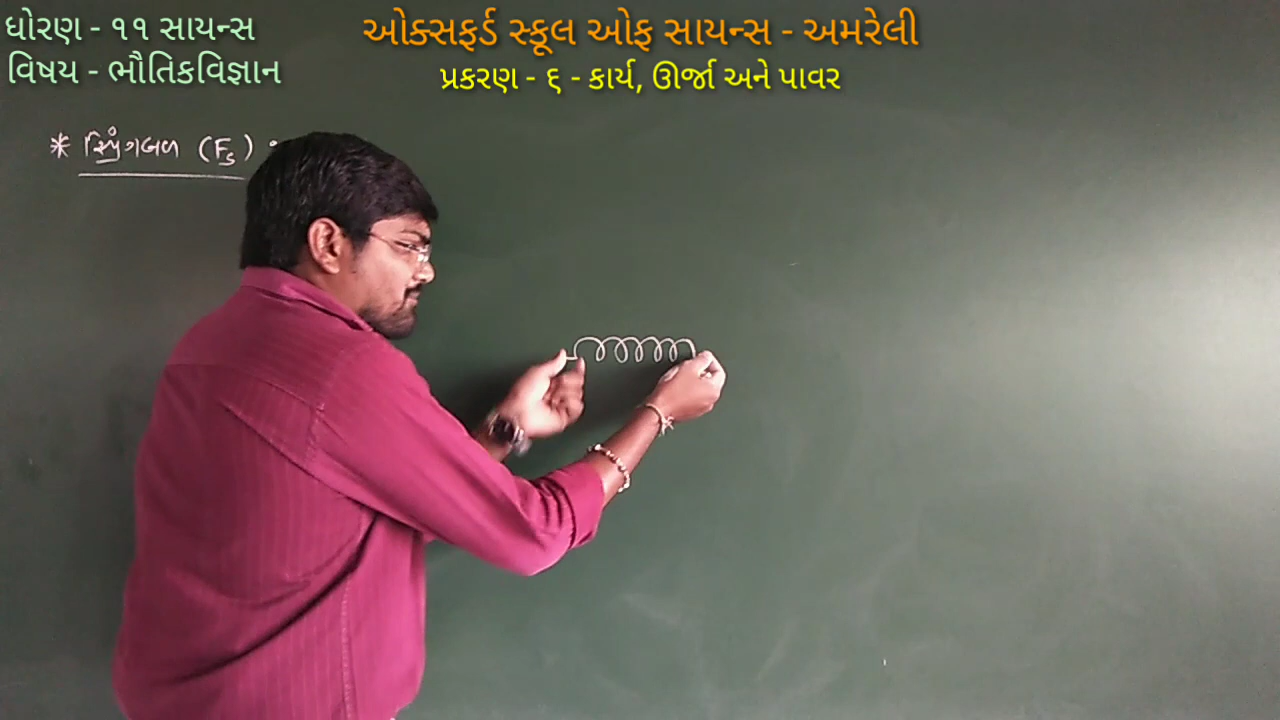 ધોરણ - ૧૧ સાયન્સ
ઓક્સફર્ડ સ્કૂલ ઓફ સાયન્સ - અમરેલી
વિષય - ભૌતિકવિજ્ઞાન
પ્રકરણ - ૬ - કાર્ય, ઊર્જા અને પાવર
* સ્પ્રિંગબળ (Fs) :